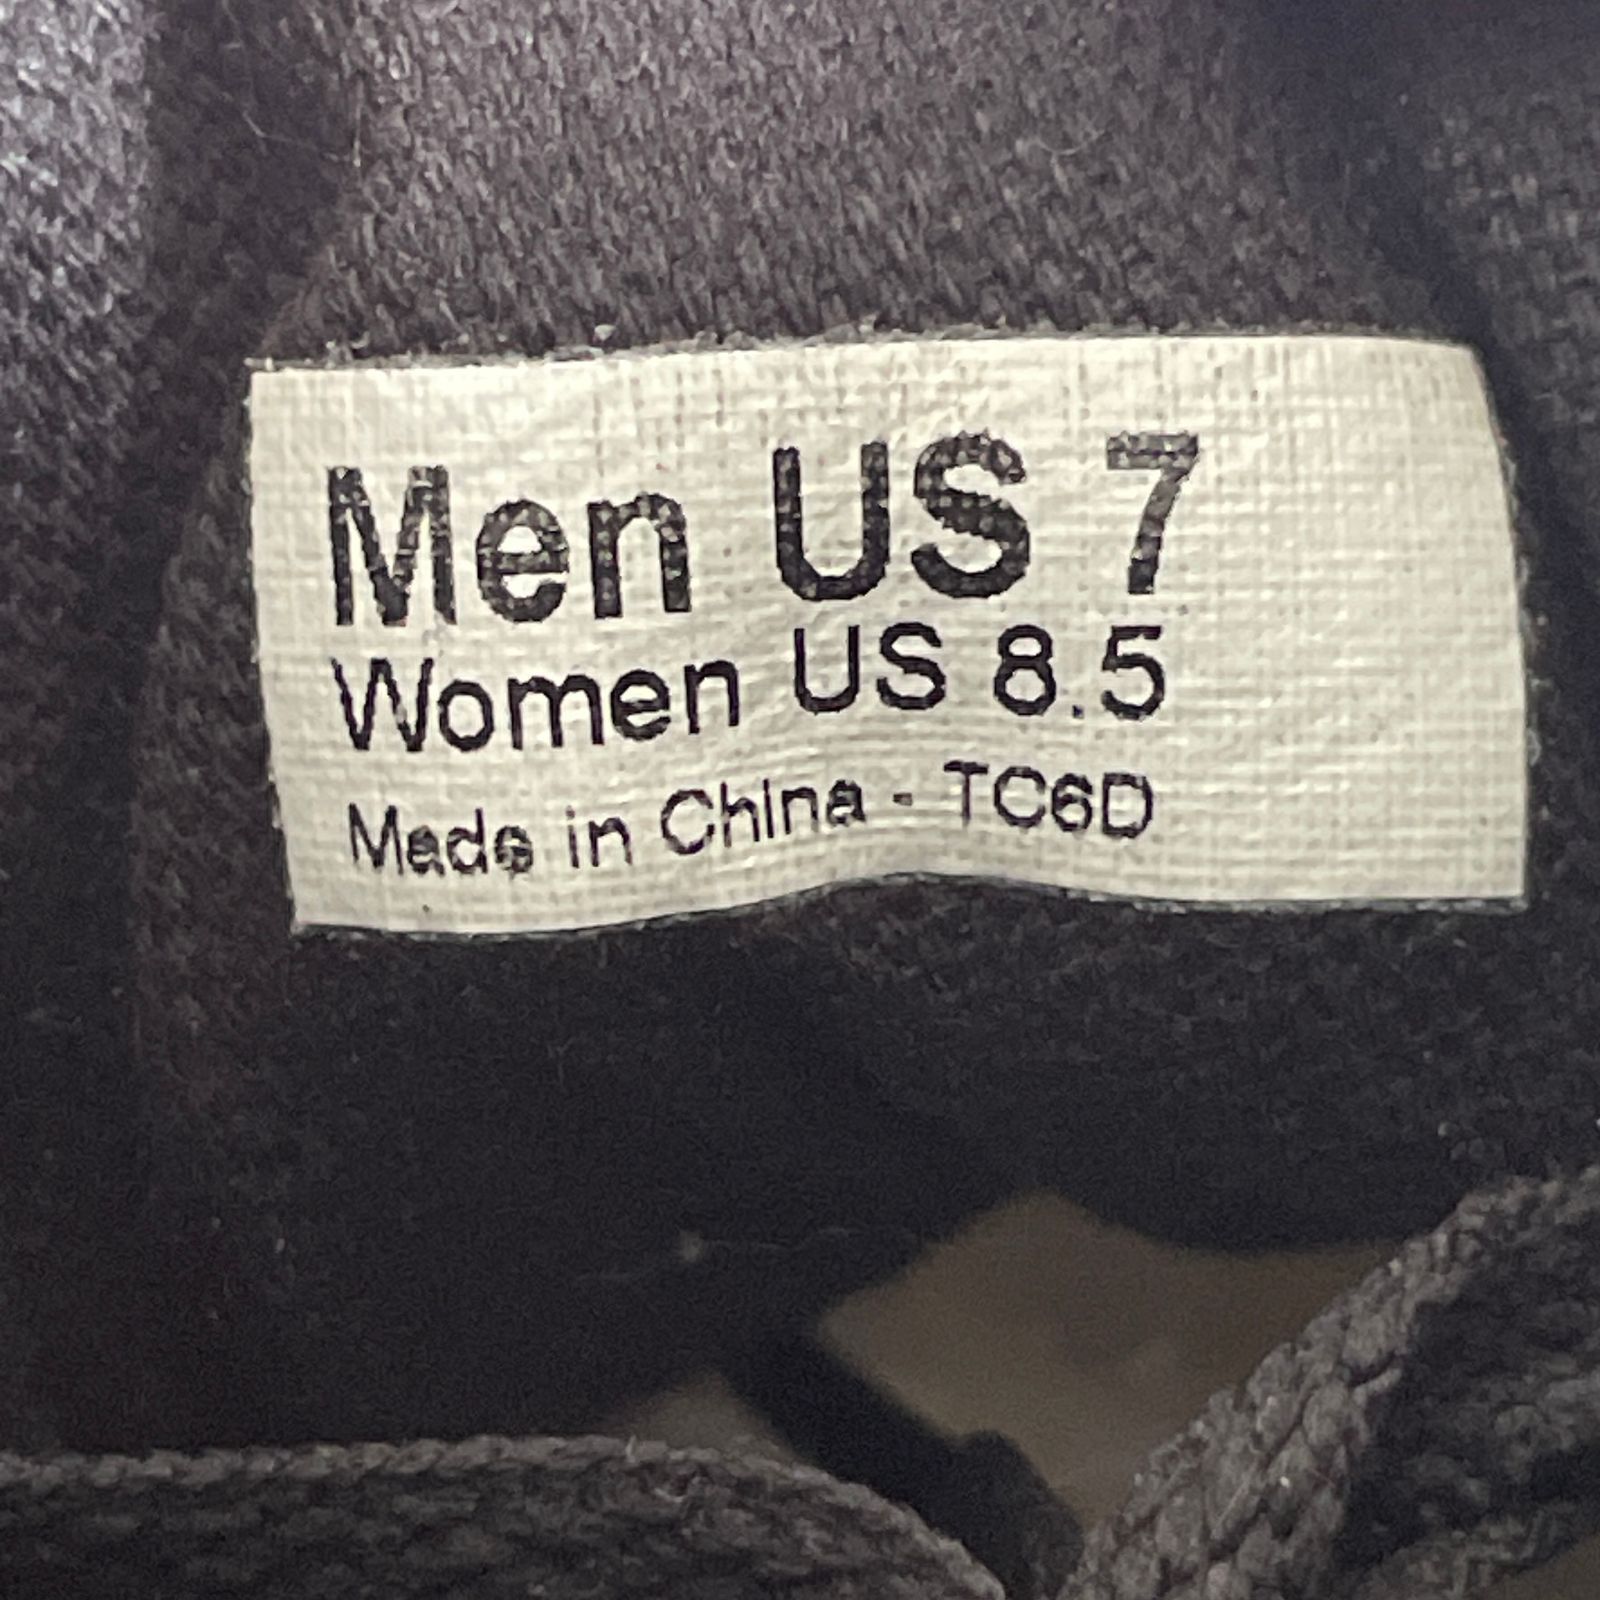 Men US 7
Women US 8.5
Made in China - TC6D